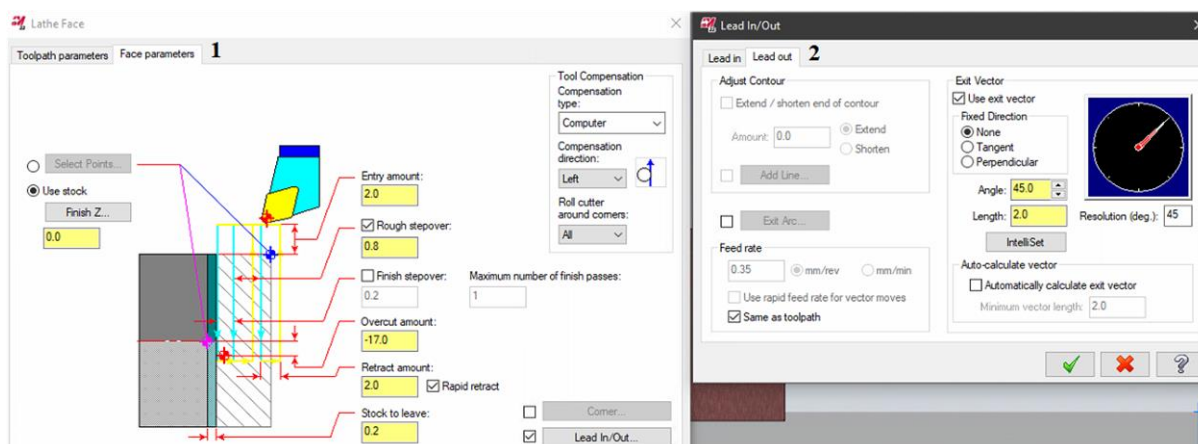 Lathe Face
Toolpath parameters
Face parameters
1
Select Points...
Use stock
Finish Z...
0.0
Entry amount:
2.0
Rough stepover:
0.8
Finish stepover:
0.2
Maximum number of finish passes:
1
Overcut amount:
-17.0
Retract amount:
2.0
Rapid retract
Stock to leave:
0.2
Tool Compensation
Compensation
type:
Computer
Compensation
direction:
Left
Roll cutter
around corners:
All
Corner...
Lead In/Out...
Lead In/Out
Lead in
Lead out
2
Adjust Contour
Extend / shorten end of contour
Amount:
0.0
Extend
Shorten
Add Line...
Exit Arc...
Feed rate
0.35
mm/rev
mm/min
Use rapid feed rate for vector moves
Same as toolpath
Exit Vector
Use exit vector
Fixed Direction
None
Tangent
Perpendicular
Angle:
45.0
Length:
2.0
Resolution (deg.):
45
IntelliSet
Auto-calculate vector
Automatically calculate exit vector
Minimum vector length:
2.0